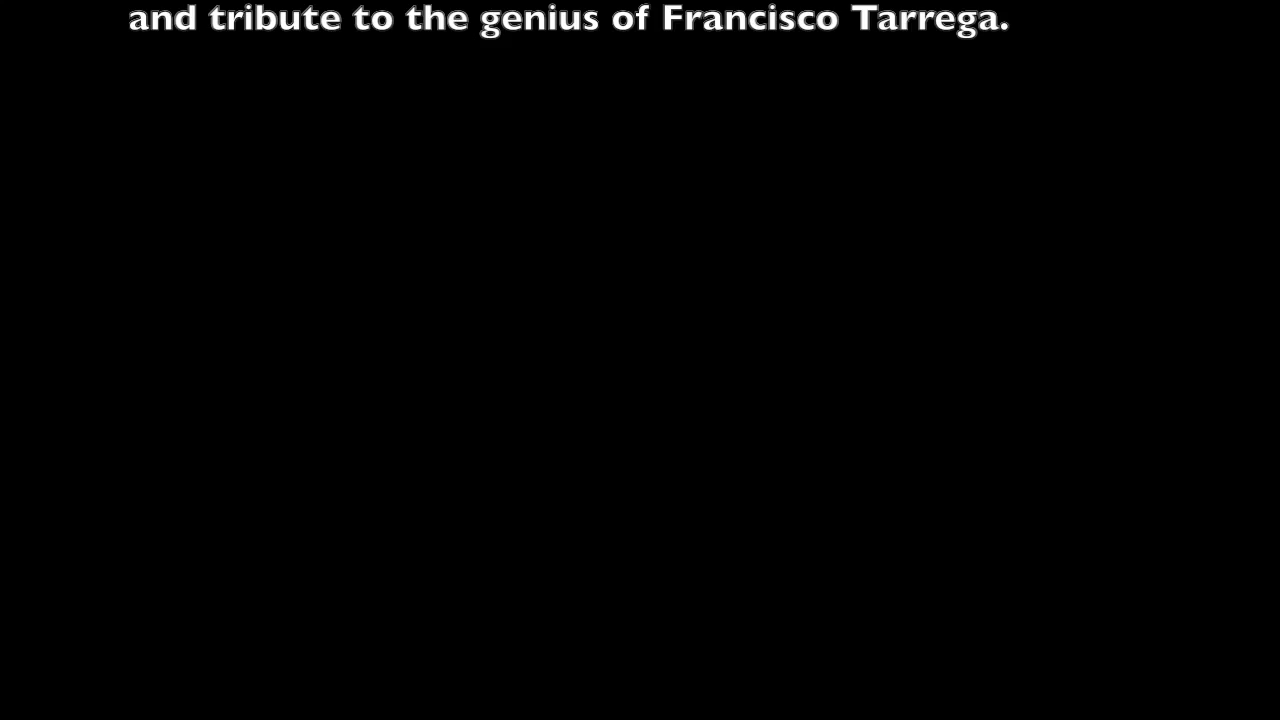 and tribute to the genius of Francisco Tarrega.